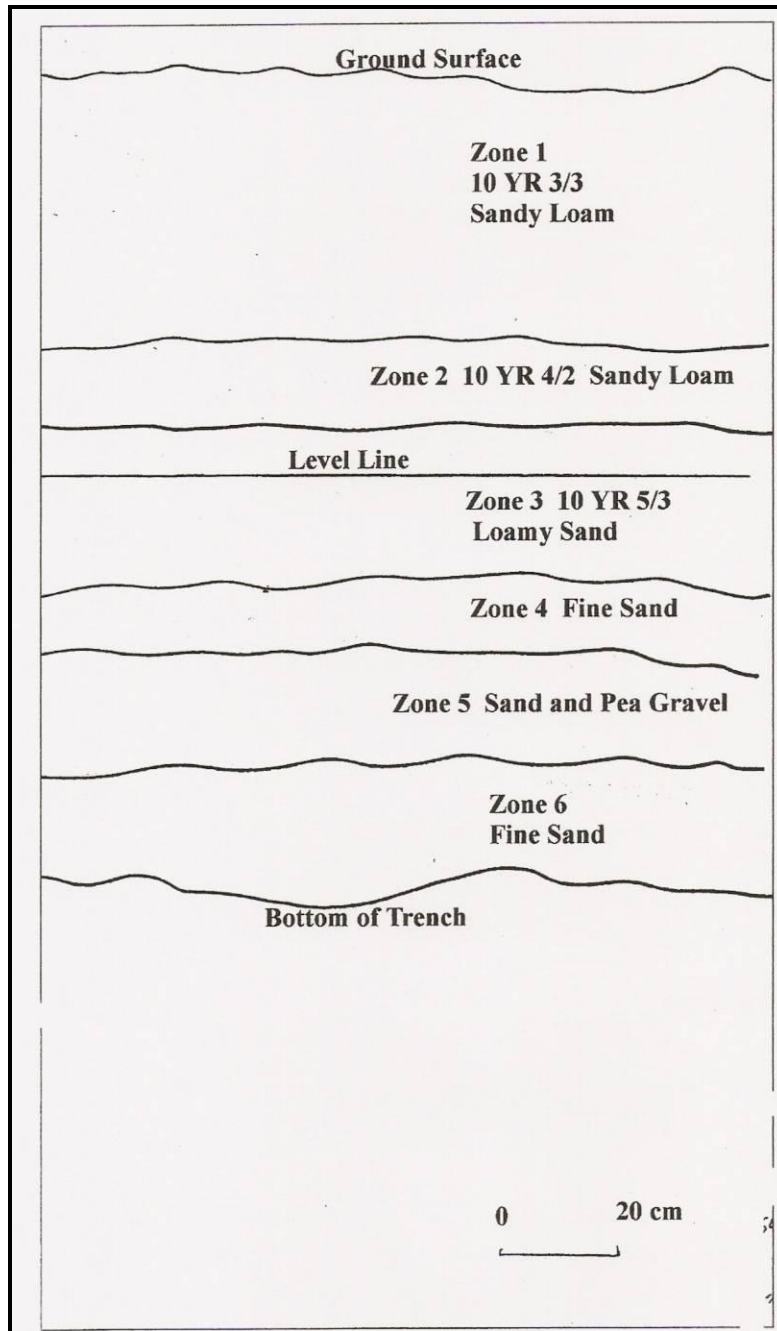 Ground Surface
Zone 1
10 YR 3/3
Sandy Loam
Zone 2 10 YR 4/2 Sandy Loam
Level Line
Zone 3 10 YR 5/3
Loamy Sand
Zone 4 Fine Sand
Zone 5 Sand and Pea Gravel
Zone 6
Fine Sand
Bottom of Trench
0 20 cm